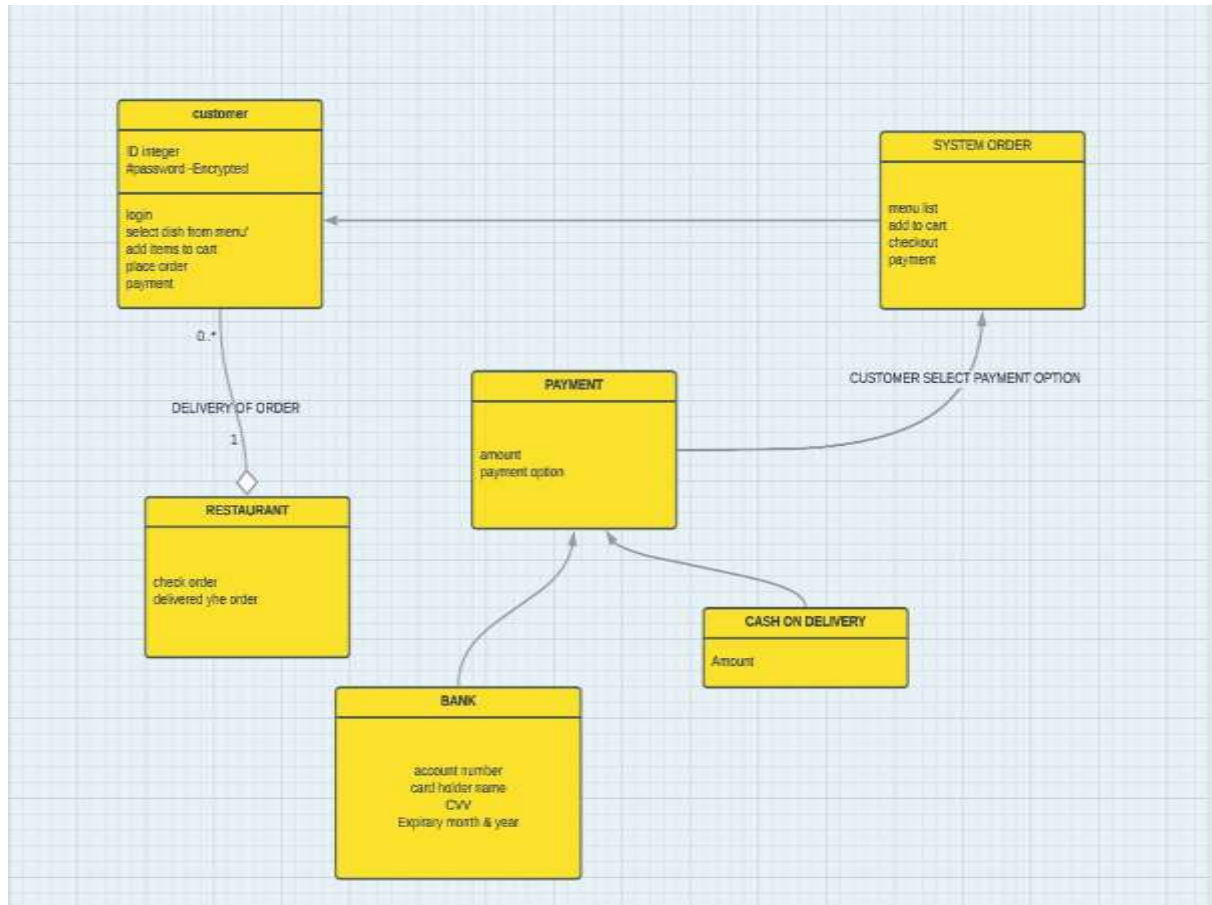 customer
ID integer
#password -Encrypted
login
select dish from menu'
add items to cart
place order
payment
SYSTEM ORDER
menu list
add to cart
checkout
payment
0..*
DELIVERY OF ORDER
1
RESTAURANT
check order
delivered yhe order
PAYMENT
amount
payment option
CUSTOMER SELECT PAYMENT OPTION
CASH ON DELIVERY
Amount
BANK
account number
card holder name
CVV
Expirary month & year